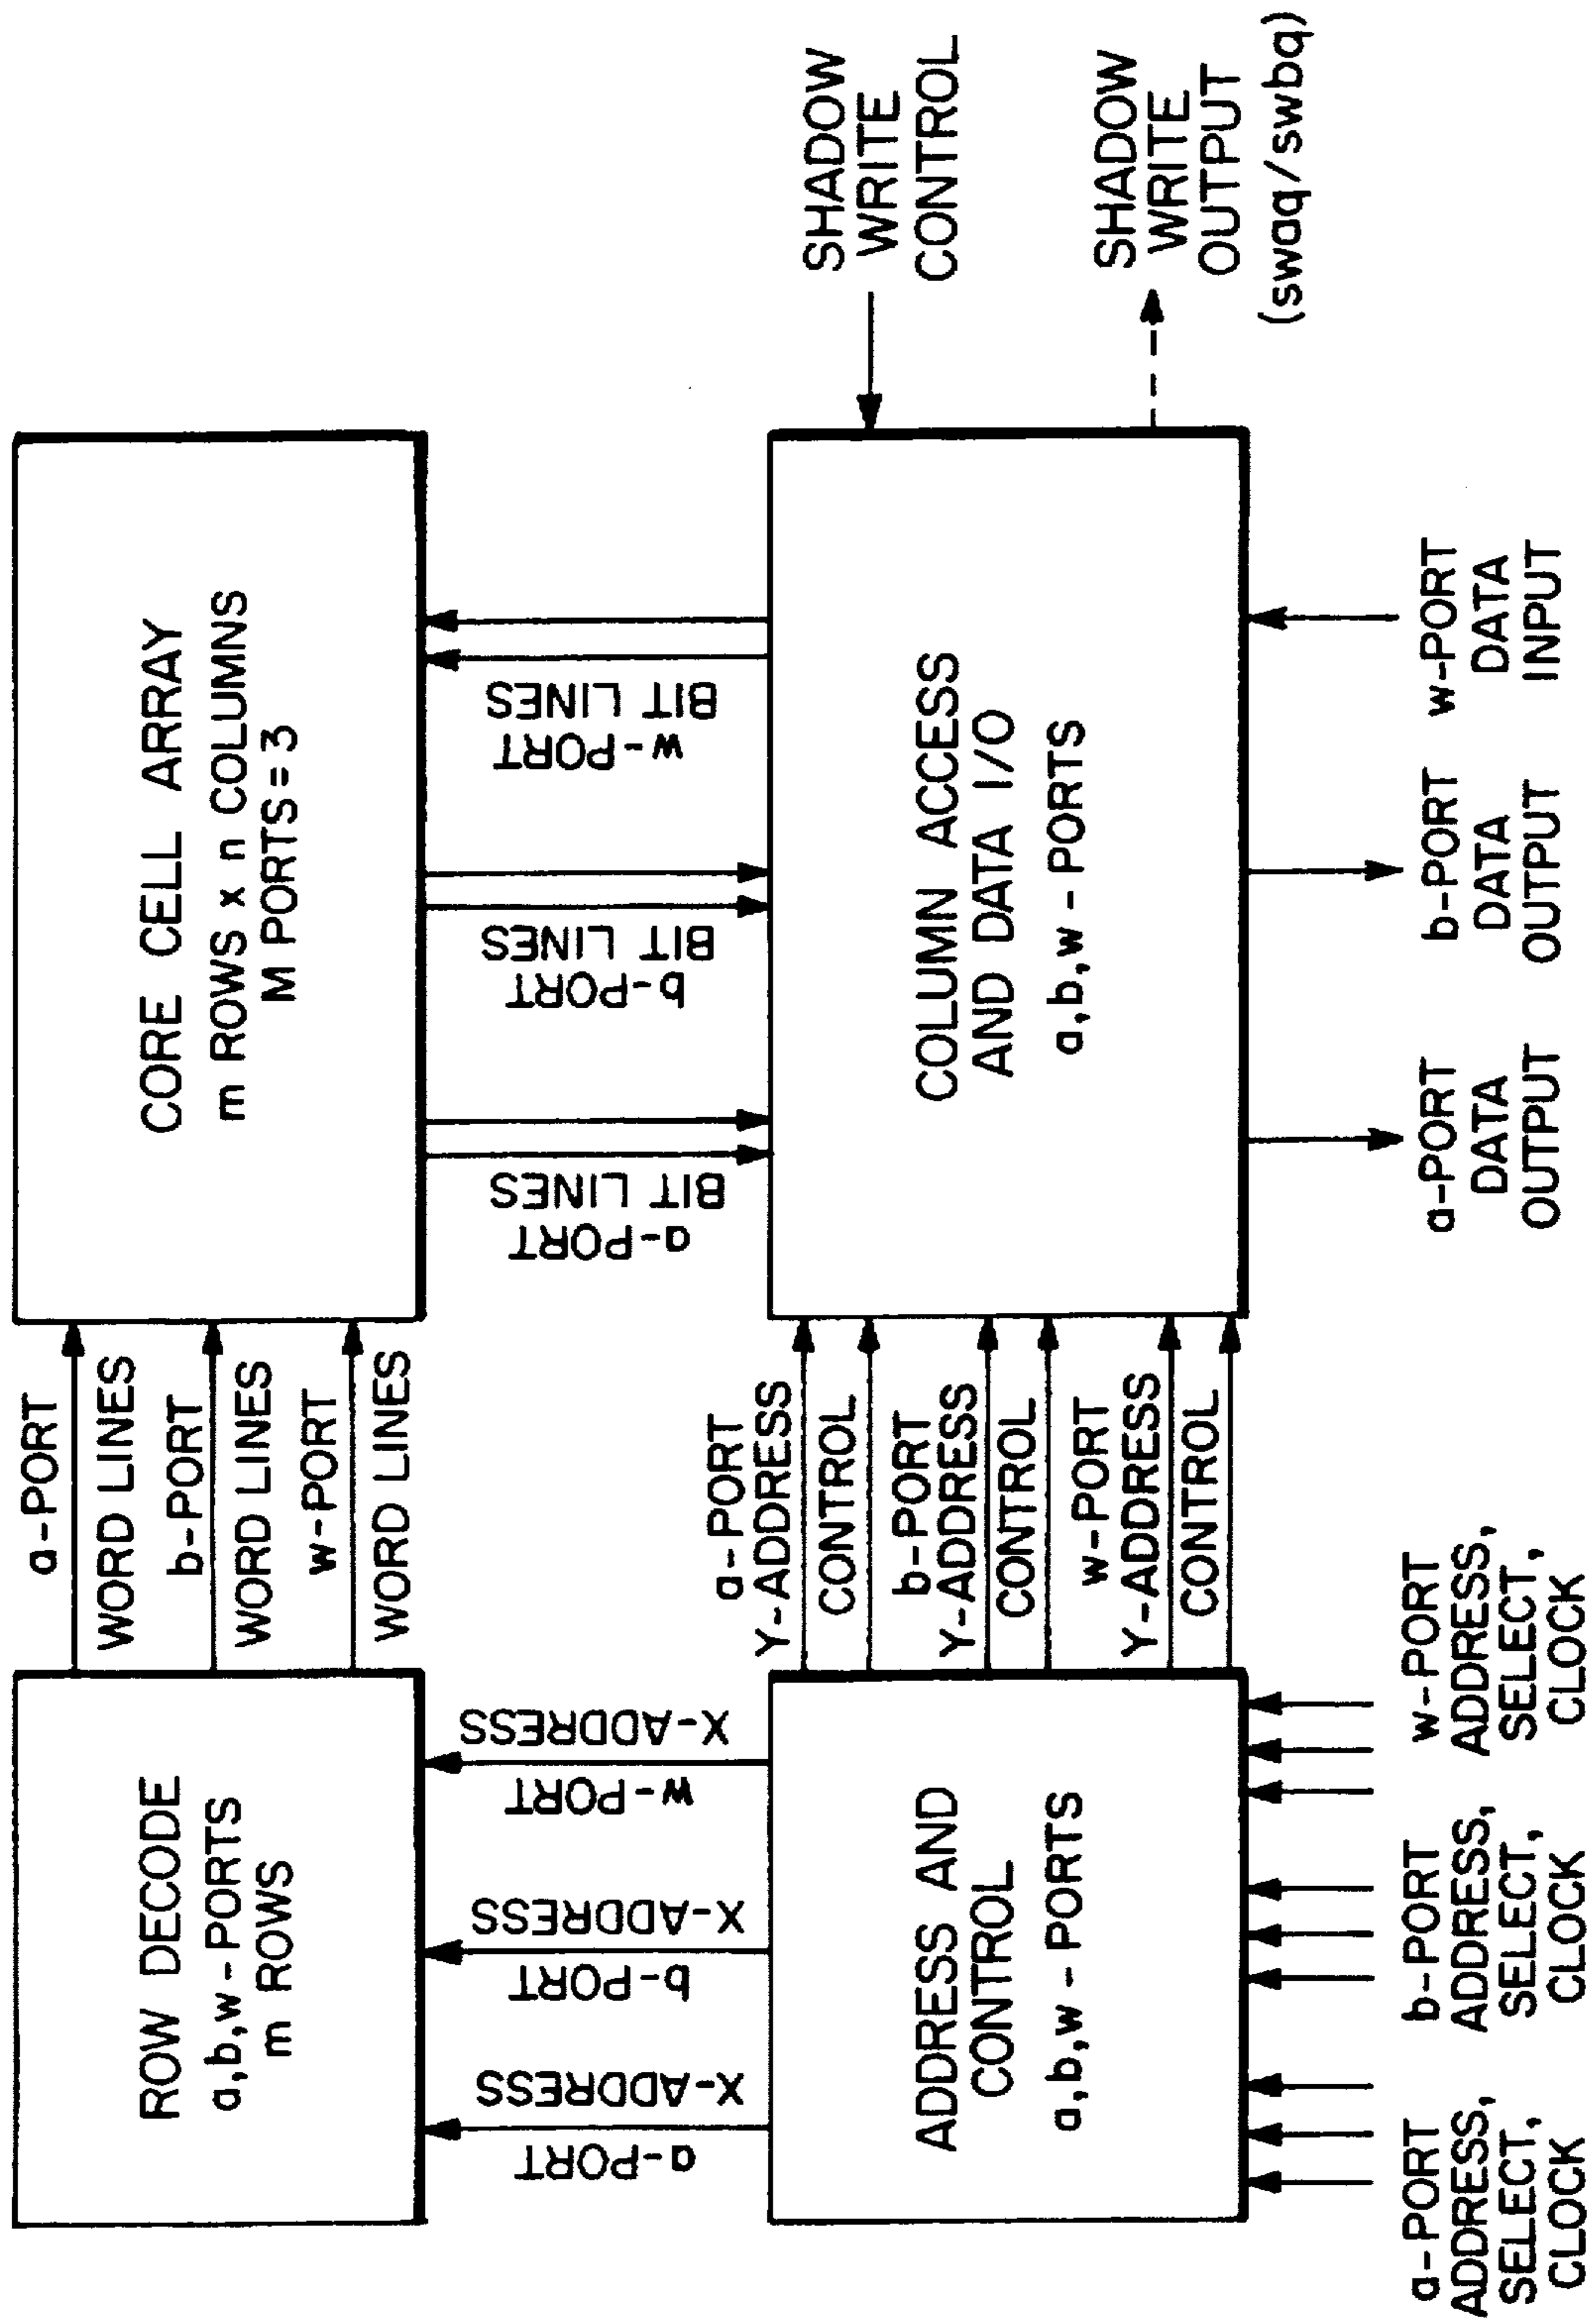 ROW DECODE
a,b,w-PORTS
m ROWS
a-PORT
WORD LINES
b-PORT
WORD LINES
w-PORT
WORD LINES
CORE CELL ARRAY
m ROWS x n COLUMNS
M PORTS=3
a-PORT
X-ADDRESS
b-PORT
X-ADDRESS
w-PORT
X-ADDRESS
a-PORT
BIT LINES
b-PORT
BIT LINES
w-PORT
BIT LINES
ADDRESS AND
CONTROL
a,b,w-PORTS
a-PORT
Y-ADDRESS
CONTROL
b-PORT
Y-ADDRESS
CONTROL
w-PORT
Y-ADDRESS
CONTROL
COLUMN ACCESS
AND DATA I/O
a,b,w-PORTS
SHADOW
WRITE
CONTROL
SHADOW
WRITE
OUTPUT
(swaq/swbq)
a-PORT
ADDRESS,
SELECT,
CLOCK
b-PORT
ADDRESS,
SELECT,
CLOCK
w-PORT
ADDRESS,
SELECT,
CLOCK
a-PORT
DATA
OUTPUT
b-PORT
DATA
OUTPUT
w-PORT
DATA
INPUT